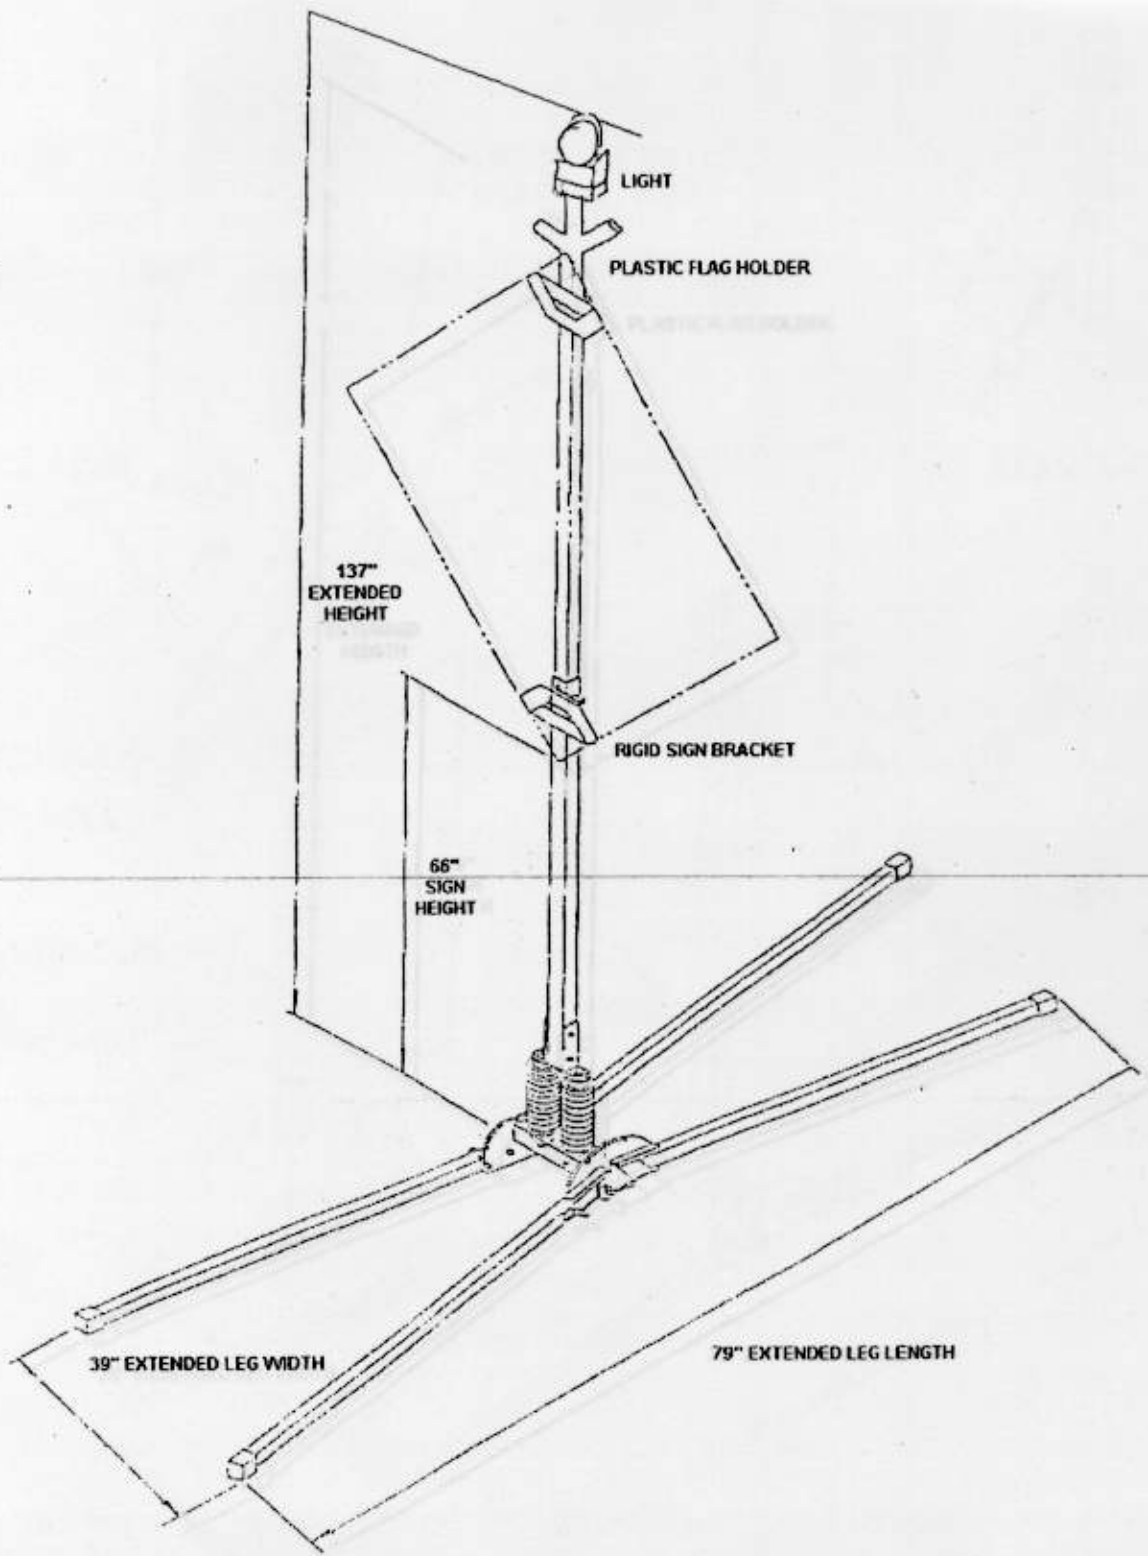 LIGHT
PLASTIC FLAG HOLDER
137"
EXTENDED
HEIGHT
RIGID SIGN BRACKET
66"
SIGN
HEIGHT
39" EXTENDED LEG WIDTH
79" EXTENDED LEG LENGTH